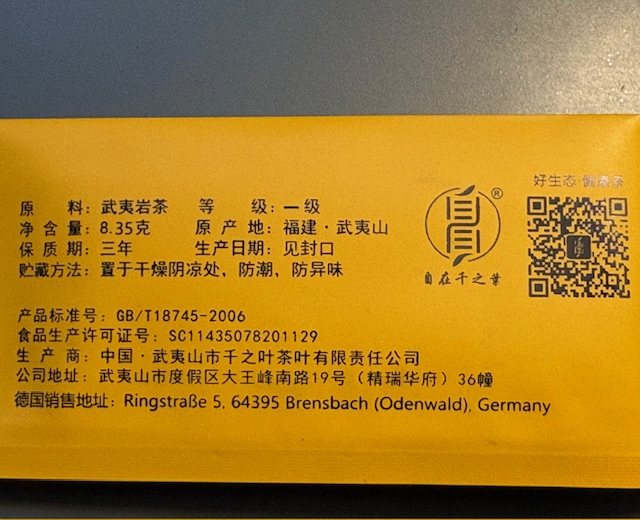 好生态·做真茶
原　　料：武夷岩茶　　等　　级：一级
净 含 量：8.35克　　原 产 地：福建·武夷山
保 质 期：三年　　生产日期：见封口
贮藏方法：置于干燥阴凉处，防潮，防异味
®
自在千之叶
产品标准号：GB/T18745-2006
食品生产许可证号：SC11435078201129
生 产 商：中国·武夷山市千之叶茶叶有限责任公司
公司地址：武夷山市度假区大王峰南路19号（精瑞华府）36幢
德国销售地址：Ringstraße 5, 64395 Brensbach (Odenwald), Germany